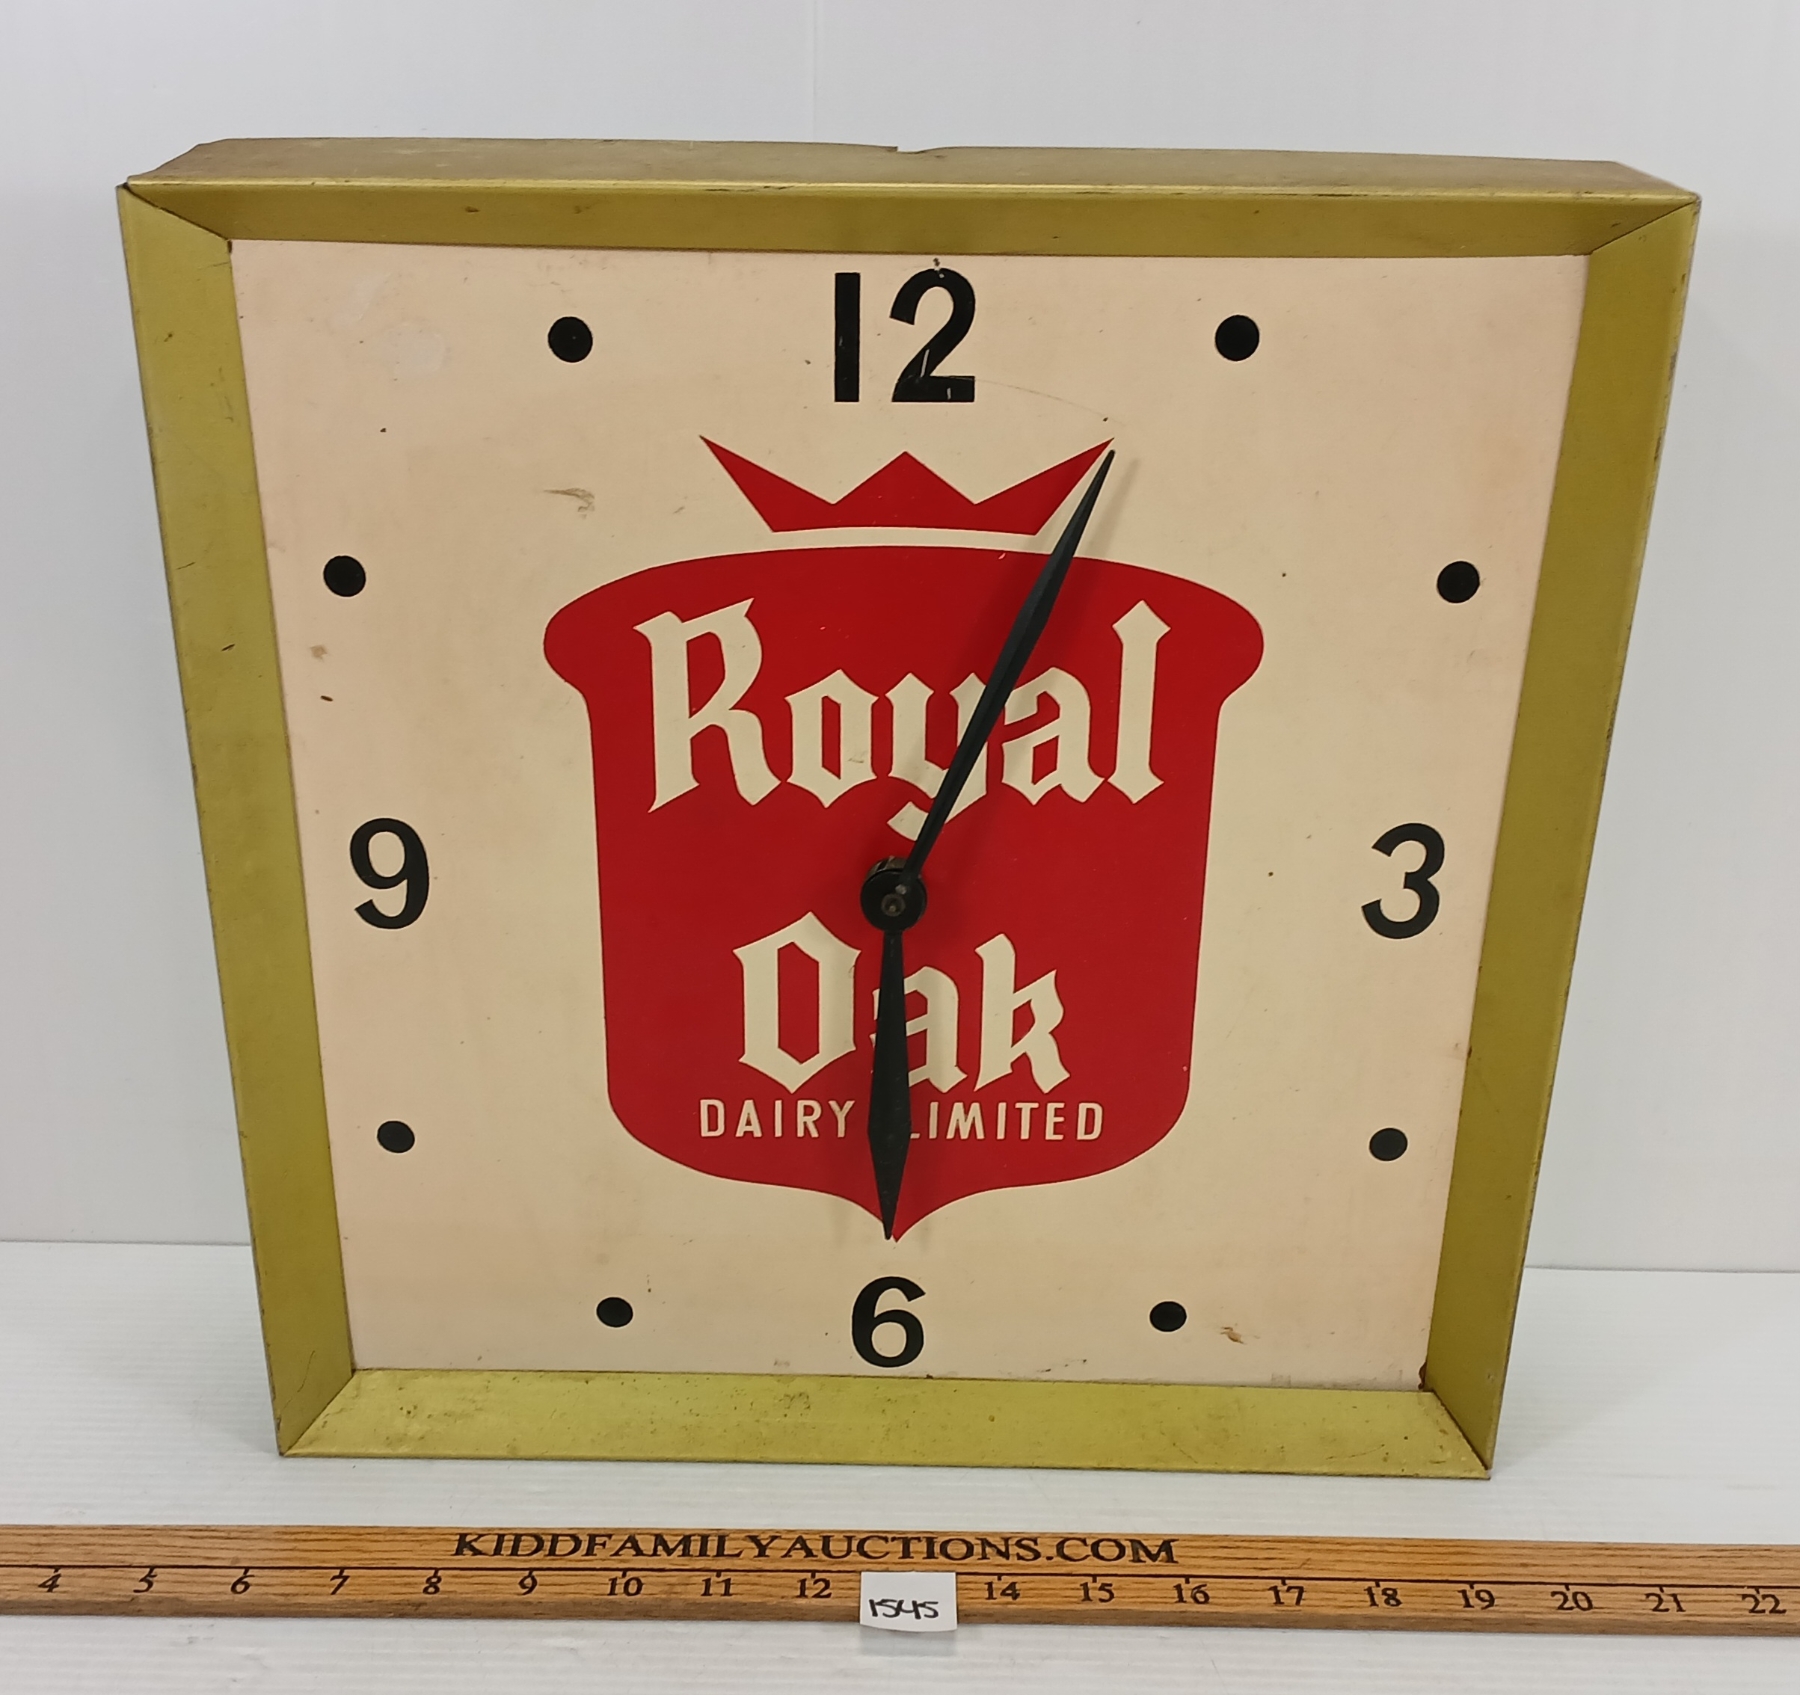 12
9
3
Royal
Oak
DAIRY LIMITED
6
KIDDFAMILYAUCTIONS.COM
4 5 6 7 8 9 10 11 12 14 15 16 17 18 19 20 21 22
1545